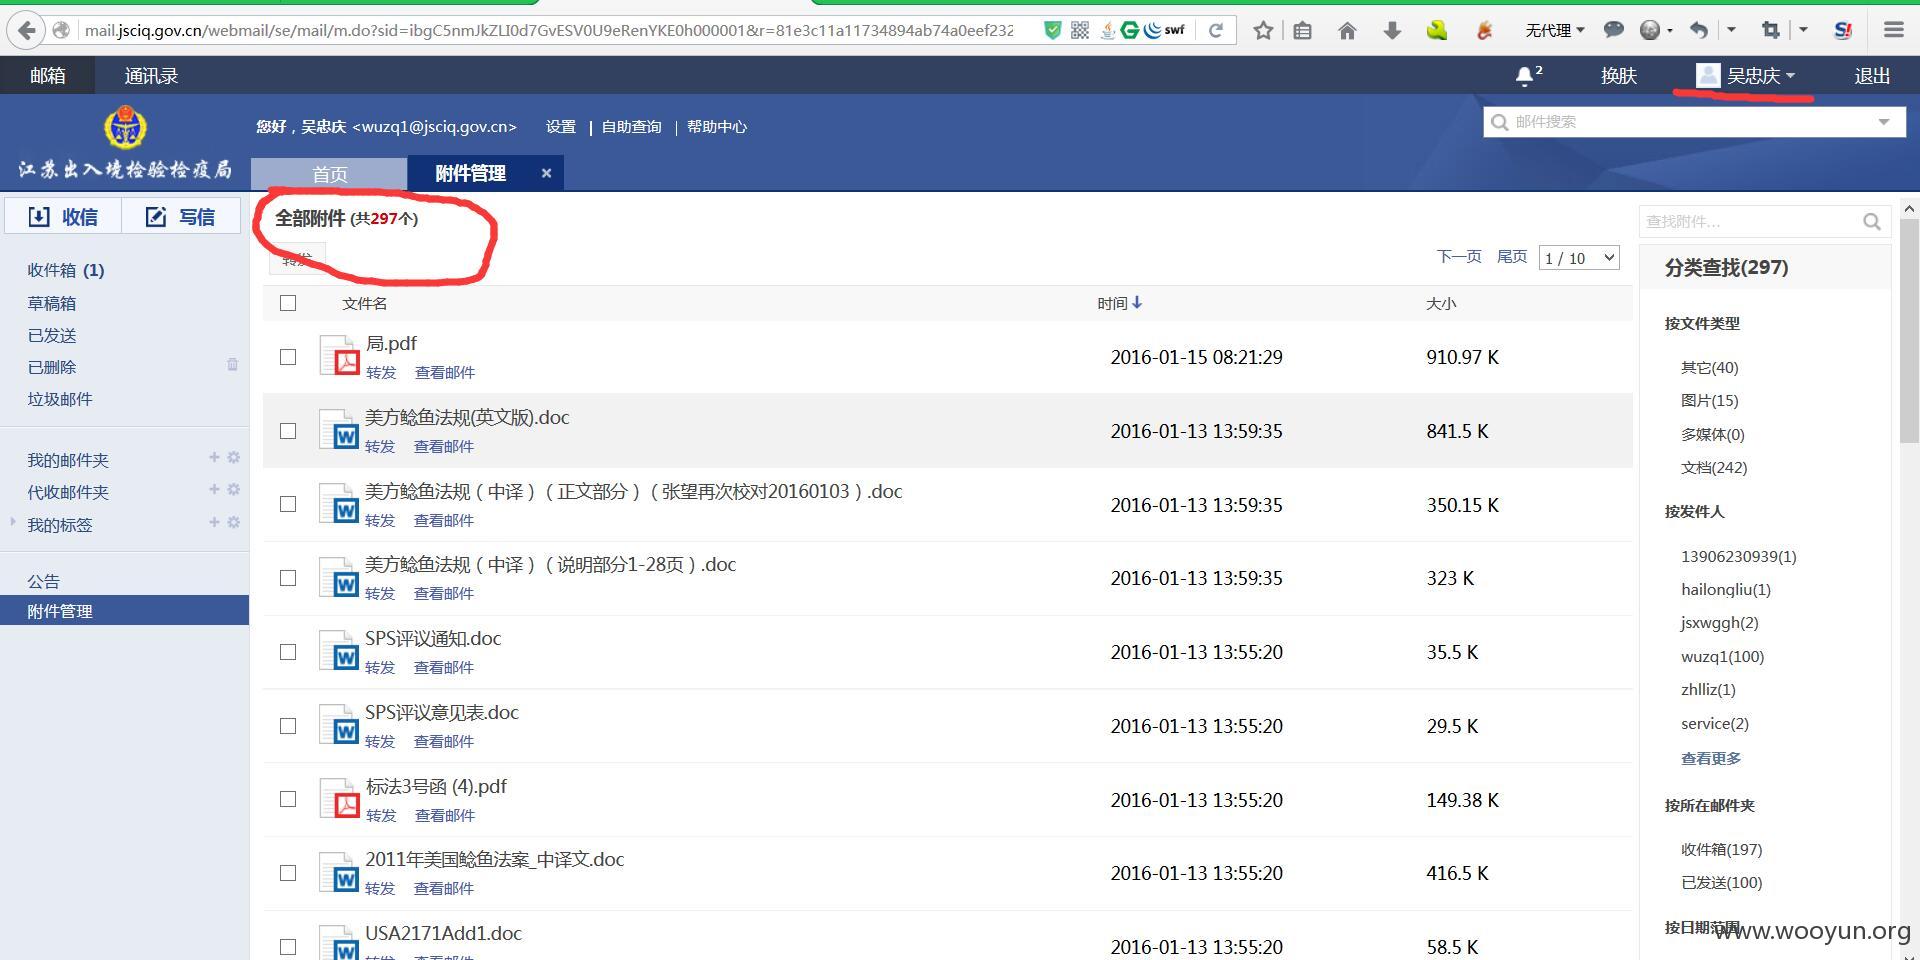 mail.jsciq.gov.cn/webmail/se/mail/m.do?sid=ibgC5nmJkZLI0d7GvESV0U9eRenYKE0h000001&r=81e3c11a11734894ab74a0eef232
swf
无代理
邮箱 通讯录 2 换肤 吴忠庆 退出
江苏出入境检验检疫局
您好，吴忠庆 <wuzq1@jsciq.gov.cn> 设置 | 自助查询 | 帮助中心
邮件搜索
首页 附件管理 ×
收信 写信
收件箱 (1)
草稿箱
已发送
已删除
垃圾邮件
我的邮件夹
代收邮件夹
我的标签
公告
附件管理
全部附件 (共297个)
转发
下一页 尾页 1 / 10
文件名 时间 大小
局.pdf 2016-01-15 08:21:29 910.97 K
转发 查看邮件
美方鲶鱼法规(英文版).doc 2016-01-13 13:59:35 841.5 K
转发 查看邮件
美方鲶鱼法规（中译）（正文部分）（张望再次校对20160103）.doc 2016-01-13 13:59:35 350.15 K
转发 查看邮件
美方鲶鱼法规（中译）（说明部分1-28页）.doc 2016-01-13 13:59:35 323 K
转发 查看邮件
SPS评议通知.doc 2016-01-13 13:55:20 35.5 K
转发 查看邮件
SPS评议意见表.doc 2016-01-13 13:55:20 29.5 K
转发 查看邮件
标法3号函 (4).pdf 2016-01-13 13:55:20 149.38 K
转发 查看邮件
2011年美国鲶鱼法案_中译文.doc 2016-01-13 13:55:20 416.5 K
转发 查看邮件
USA2171Add1.doc 2016-01-13 13:55:20 58.5 K
转发 查看邮件
查找附件...
分类查找(297)
按文件类型
其它(40)
图片(15)
多媒体(0)
文档(242)
按发件人
13906230939(1)
hailongliu(1)
jsxwggh(2)
wuzq1(100)
zhlliz(1)
service(2)
查看更多
按所在邮件夹
收件箱(197)
已发送(100)
按日期范围
www.wooyun.org